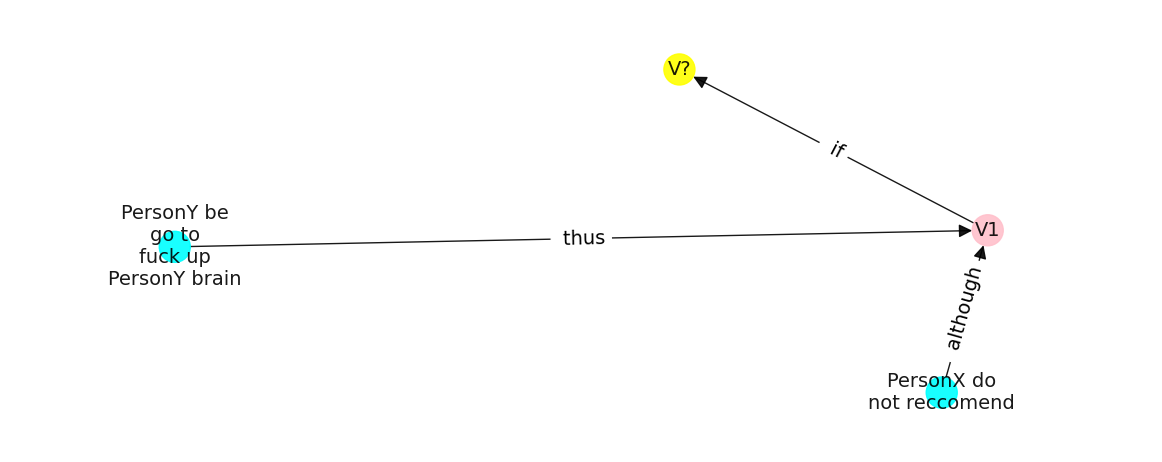 V?
if
PersonY be
go to
fuck up
PersonY brain
thus
V1
although
PersonX do
not reccomend